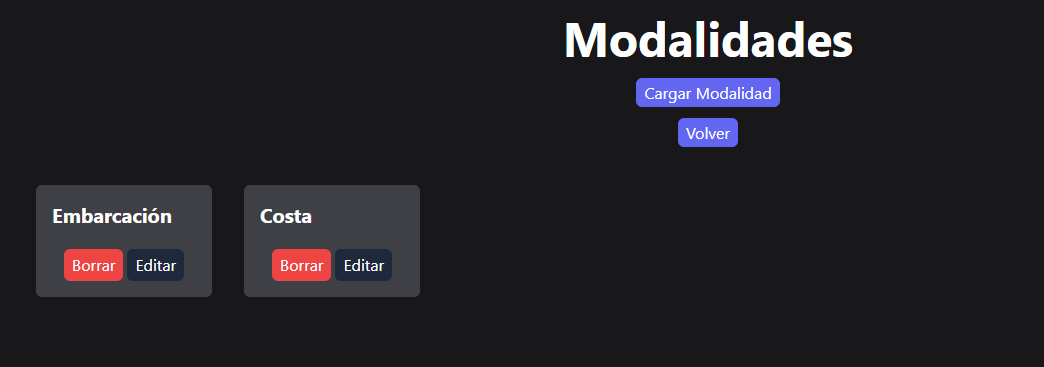 Modalidades
Cargar Modalidad
Volver
Embarcación
Borrar Editar
Costa
Borrar Editar